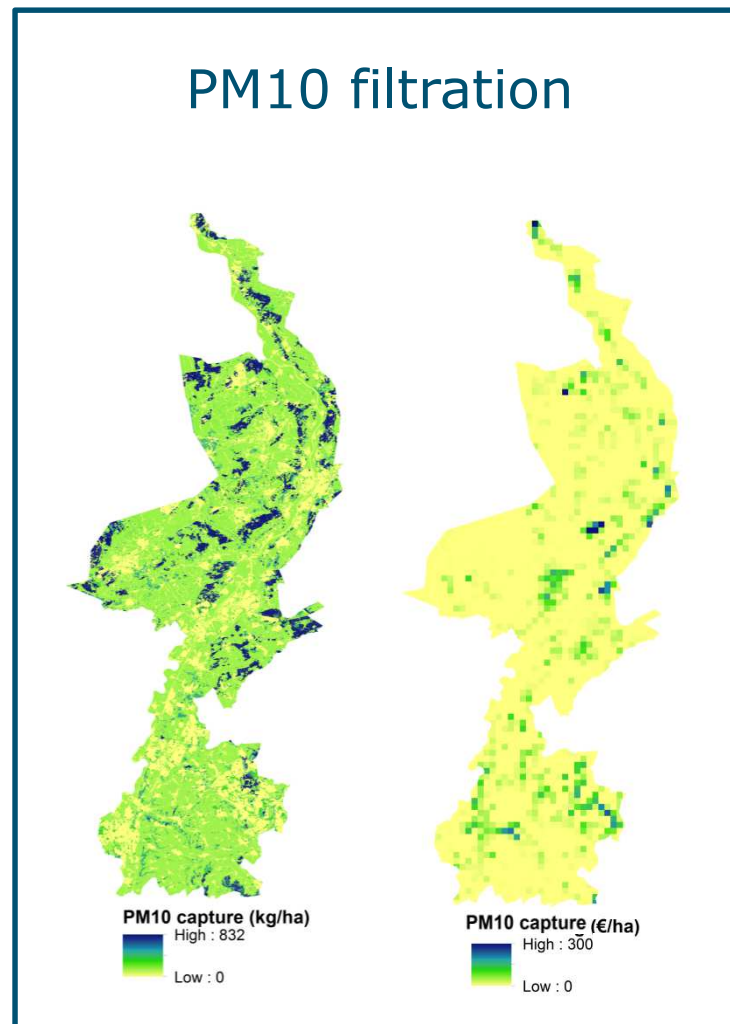 PM10 filtration
PM10 capture (kg/ha)
High : 832
Low : 0
PM10 capture (€/ha)
High : 300
Low : 0